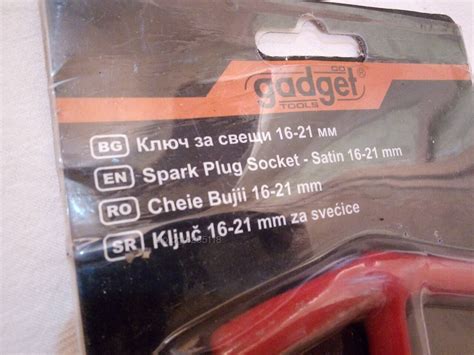 GD
gadget®
TOOLS
BG Ключ за свещи 16-21 мм
EN Spark Plug Socket - Satin 16-21 mm
RO Cheie Bujii 16-21 mm
SR Ključ 16-21 mm za svećice